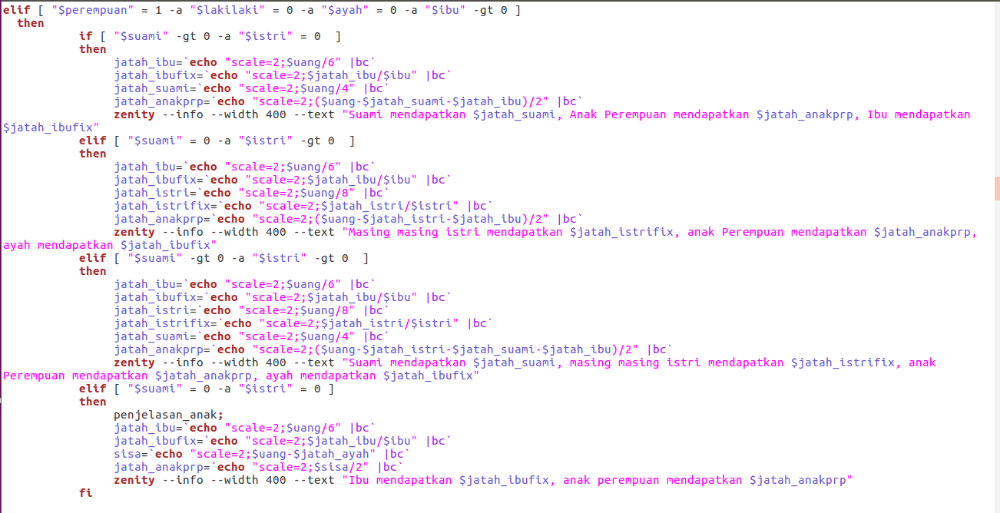 elif [ "$perempuan" = 1 -a "$lakilaki" = 0 -a "$ayah" = 0 -a "$ibu" -gt 0 ]
then
if [ "$suami" -gt 0 -a "$istri" = 0  ]
then
jatah_ibu=`echo "scale=2;$uang/6" |bc`
jatah_ibufix=`echo "scale=2;$jatah_ibu/$ibu" |bc`
jatah_suami=`echo "scale=2;$uang/4" |bc`
jatah_anakprp=`echo "scale=2;($uang-$jatah_suami-$jatah_ibu)/2" |bc`
zenity --info --width 400 --text "Suami mendapatkan $jatah_suami, Anak Perempuan mendapatkan $jatah_anakprp, Ibu mendapatkan
$jatah_ibufix"
elif [ "$suami" = 0 -a "$istri" -gt 0  ]
then
jatah_ibu=`echo "scale=2;$uang/6" |bc`
jatah_ibufix=`echo "scale=2;$jatah_ibu/$ibu" |bc`
jatah_istri=`echo "scale=2;$uang/8" |bc`
jatah_istrifix=`echo "scale=2;$jatah_istri/$istri" |bc`
jatah_anakprp=`echo "scale=2;($uang-$jatah_istri-$jatah_ibu)/2" |bc`
zenity --info --width 400 --text "Masing masing istri mendapatkan $jatah_istrifix, anak Perempuan mendapatkan $jatah_anakprp,
ayah mendapatkan $jatah_ibufix"
elif [ "$suami" -gt 0 -a "$istri" -gt 0  ]
then
jatah_ibu=`echo "scale=2;$uang/6" |bc`
jatah_ibufix=`echo "scale=2;$jatah_ibu/$ibu" |bc`
jatah_istri=`echo "scale=2;$uang/8" |bc`
jatah_istrifix=`echo "scale=2;$jatah_istri/$istri" |bc`
jatah_suami=`echo "scale=2;$uang/4" |bc`
jatah_anakprp=`echo "scale=2;($uang-$jatah_istri-$jatah_suami-$jatah_ibu)/2" |bc`
zenity --info --width 400 --text "Suami mendapatkan $jatah_suami, masing masing istri mendapatkan $jatah_istrifix, anak
Perempuan mendapatkan $jatah_anakprp, ayah mendapatkan $jatah_ibufix"
elif [ "$suami" = 0 -a "$istri" = 0 ]
then
penjelasan_anak;
jatah_ibu=`echo "scale=2;$uang/6" |bc`
jatah_ibufix=`echo "scale=2;$jatah_ibu/$ibu" |bc`
sisa=`echo "scale=2;$uang-$jatah_ayah" |bc`
jatah_anakprp=`echo "scale=2;$sisa/2" |bc`
zenity --info --width 400 --text "Ibu mendapatkan $jatah_ibufix, anak perempuan mendapatkan $jatah_anakprp"
fi